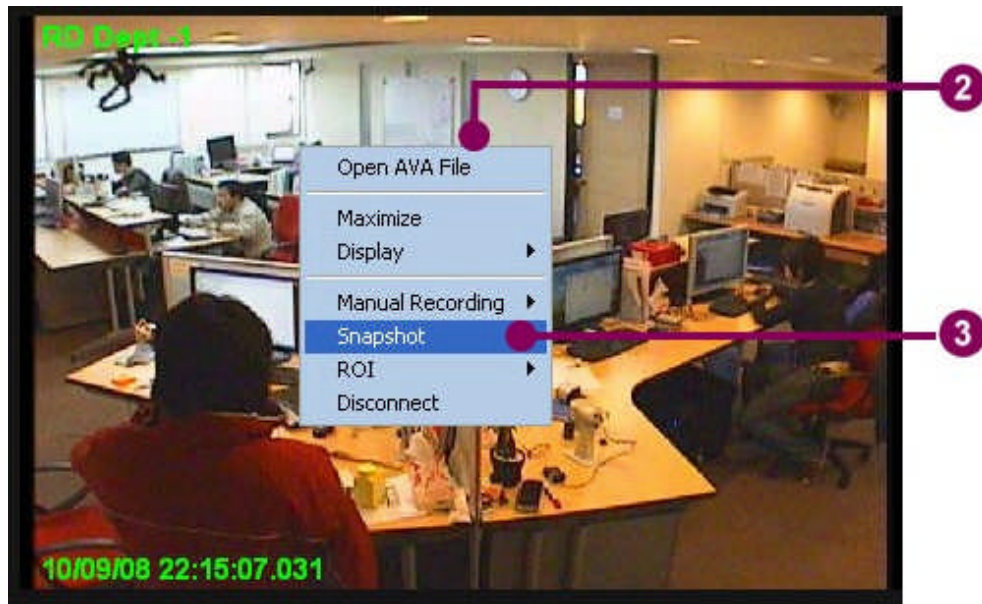 RD Dept -1
2
Open AVA File
Maximize
Display
Manual Recording
Snapshot
3
ROI
Disconnect
10/09/08 22:15:07.031